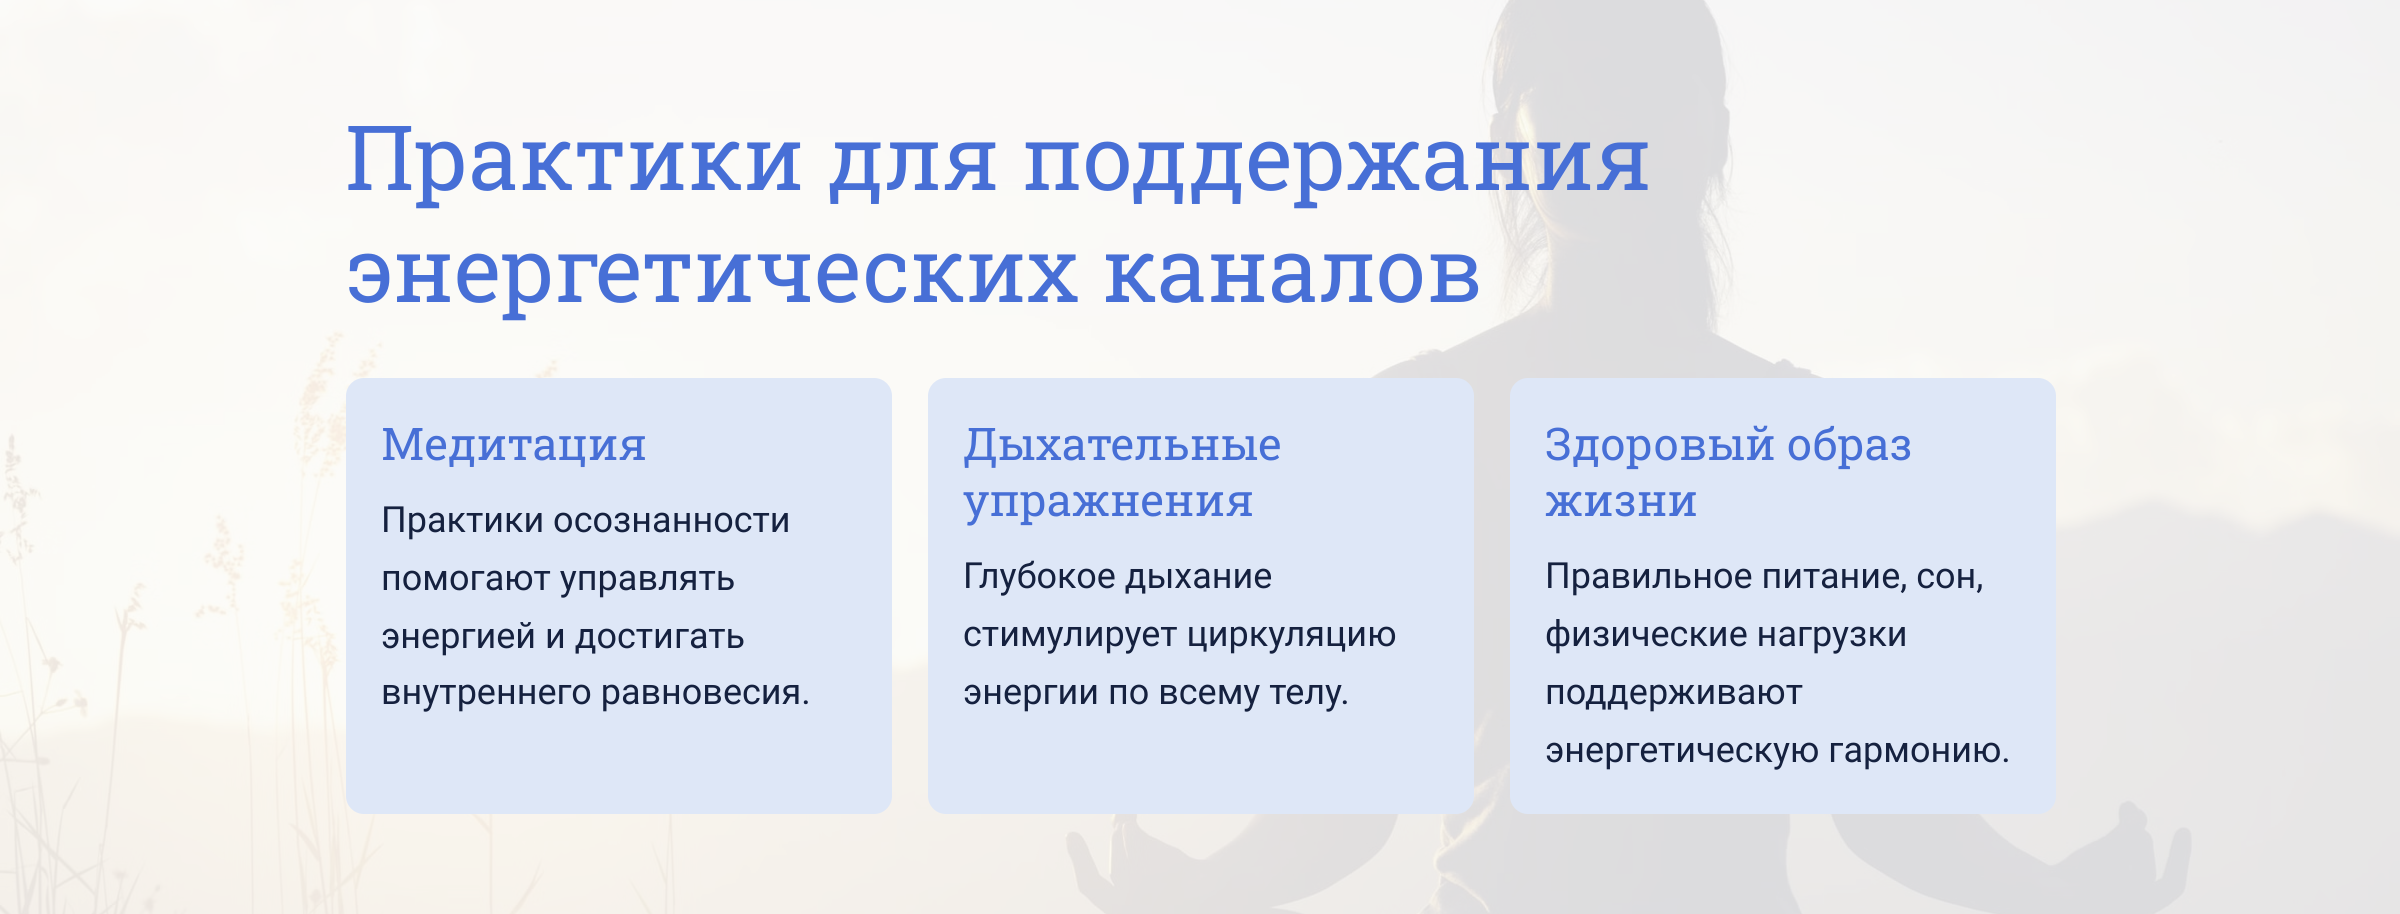 Практики для поддержания
энергетических каналов
Медитация
Практики осознанности
помогают управлять
энергией и достигать
внутреннего равновесия.
Дыхательные
упражнения
Глубокое дыхание
стимулирует циркуляцию
энергии по всему телу.
Здоровый образ
жизни
Правильное питание, сон,
физические нагрузки
поддерживают
энергетическую гармонию.